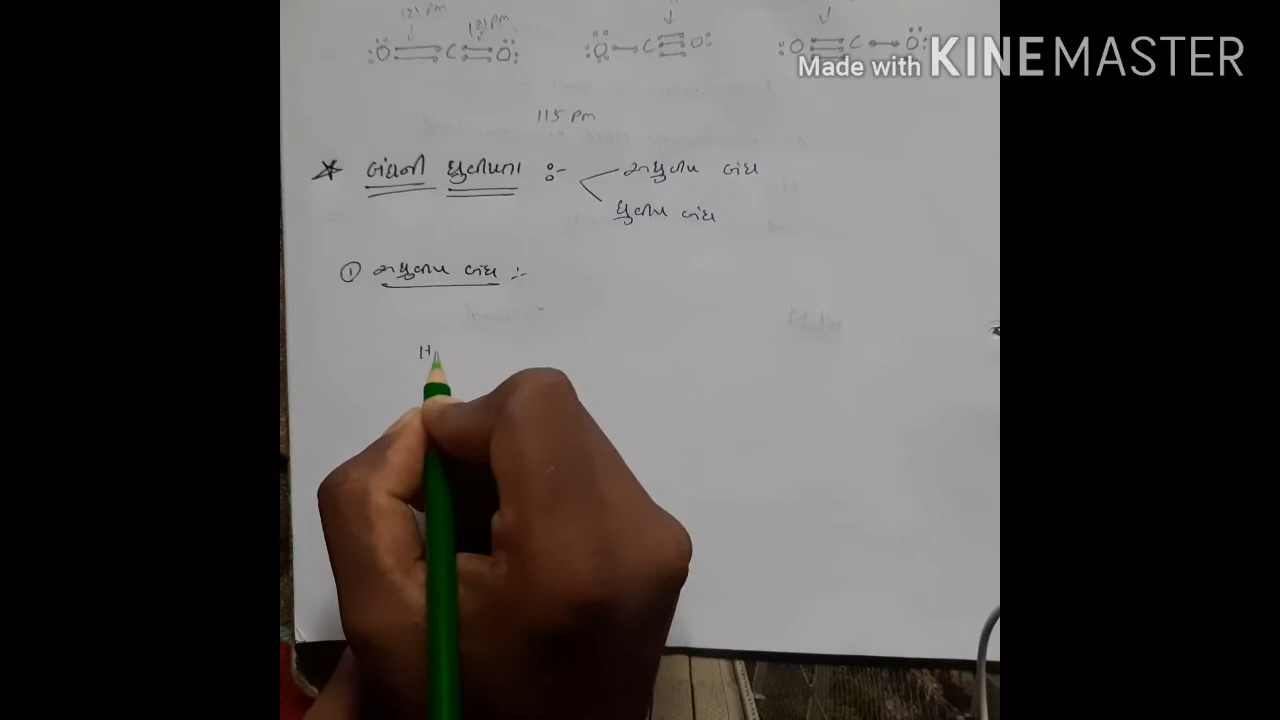 121 pm
121 pm
:Ö=C=Ö: :Ö-C≡O: :O≡C-Ö:
Made with KINEMASTER
115 pm
* બંધની ધ્રુવીયતા :- અધ્રુવીય બંધ
ધ્રુવીય બંધ
① અધ્રુવીય બંધ :-
H